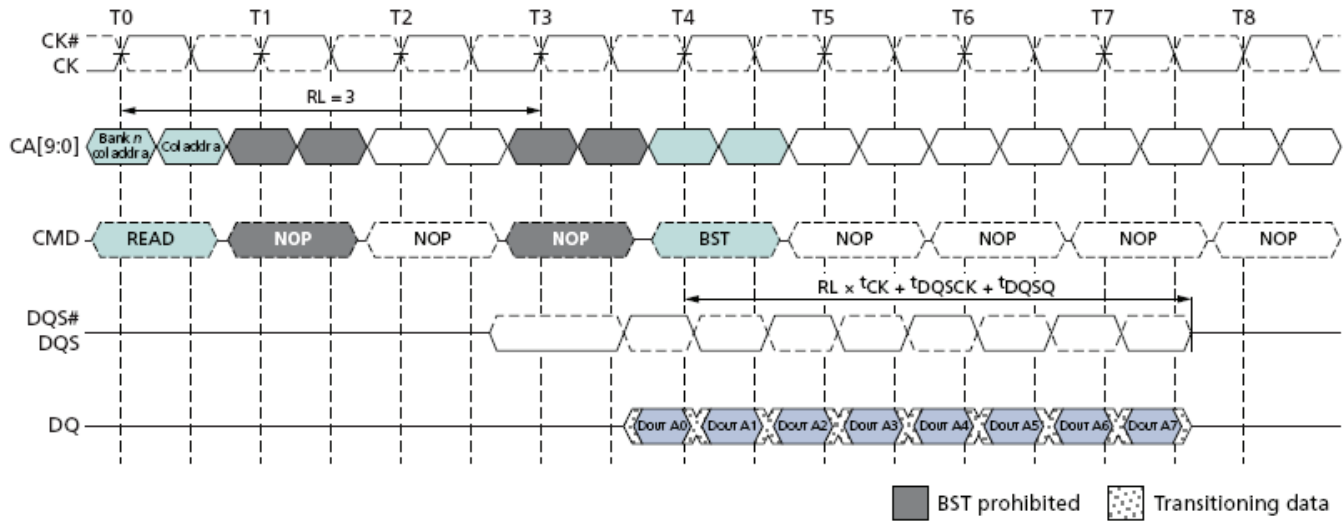 T0 T1 T2 T3 T4 T5 T6 T7 T8
CK#
CK
RL = 3
CA[9:0]
Bank n
col addr a
Col addr a
CMD
READ NOP NOP NOP BST NOP NOP NOP NOP
RL × tCK + tDQSCK + tDQSQ
DQS#
DQS
DQ
DOUT A0 DOUT A1 DOUT A2 DOUT A3 DOUT A4 DOUT A5 DOUT A6 DOUT A7
BST prohibited Transitioning data